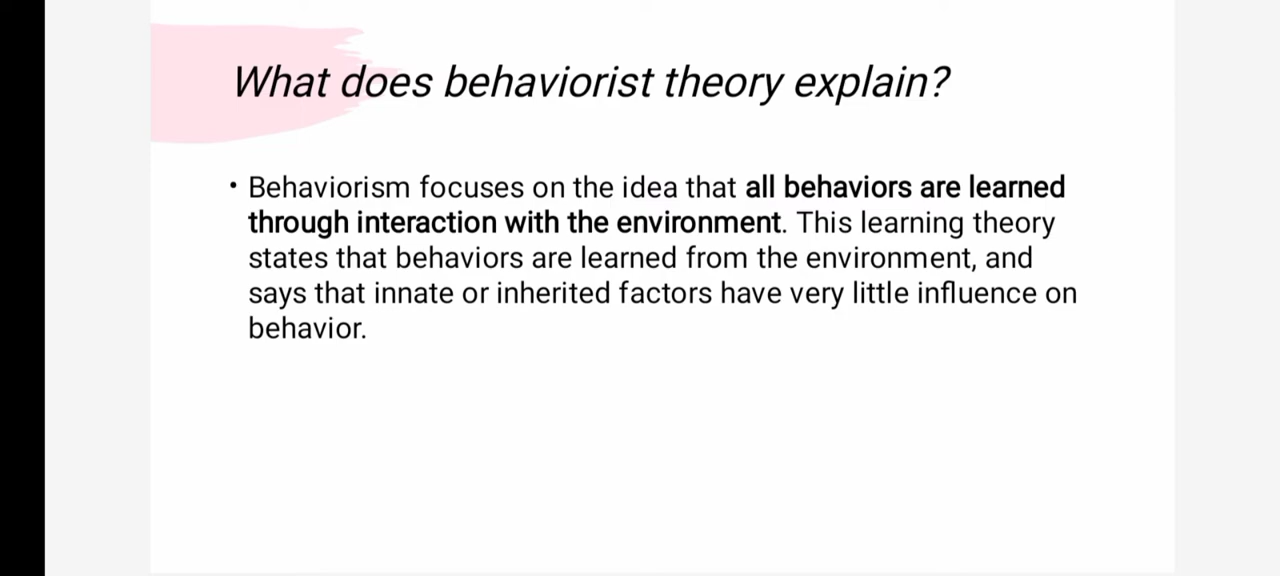 What does behaviorist theory explain?
• Behaviorism focuses on the idea that all behaviors are learned
through interaction with the environment. This learning theory
states that behaviors are learned from the environment, and
says that innate or inherited factors have very little influence on
behavior.